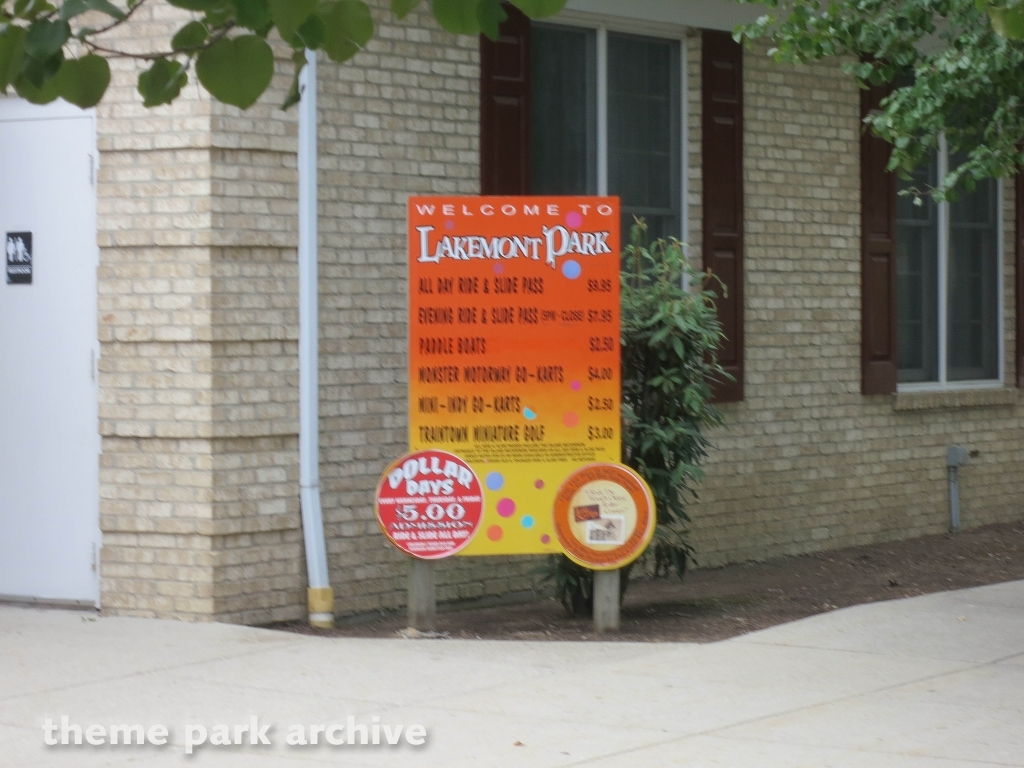 WELCOME TO
LAKEMONT PARK
ALL DAY RIDE & SLIDE PASS $9.95
EVENING RIDE & SLIDE PASS (5PM - CLOSE) $7.95
PADDLE BOATS $2.50
MONSTER MOTORWAY GO-KARTS $4.00
MINI-INDY GO-KARTS $2.50
TRAINTOWN MINIATURE GOLF $3.00
DOLLAR
DAYS
$5.00
ADMISSION
RIDE & SLIDE ALL DAY!
theme park archive